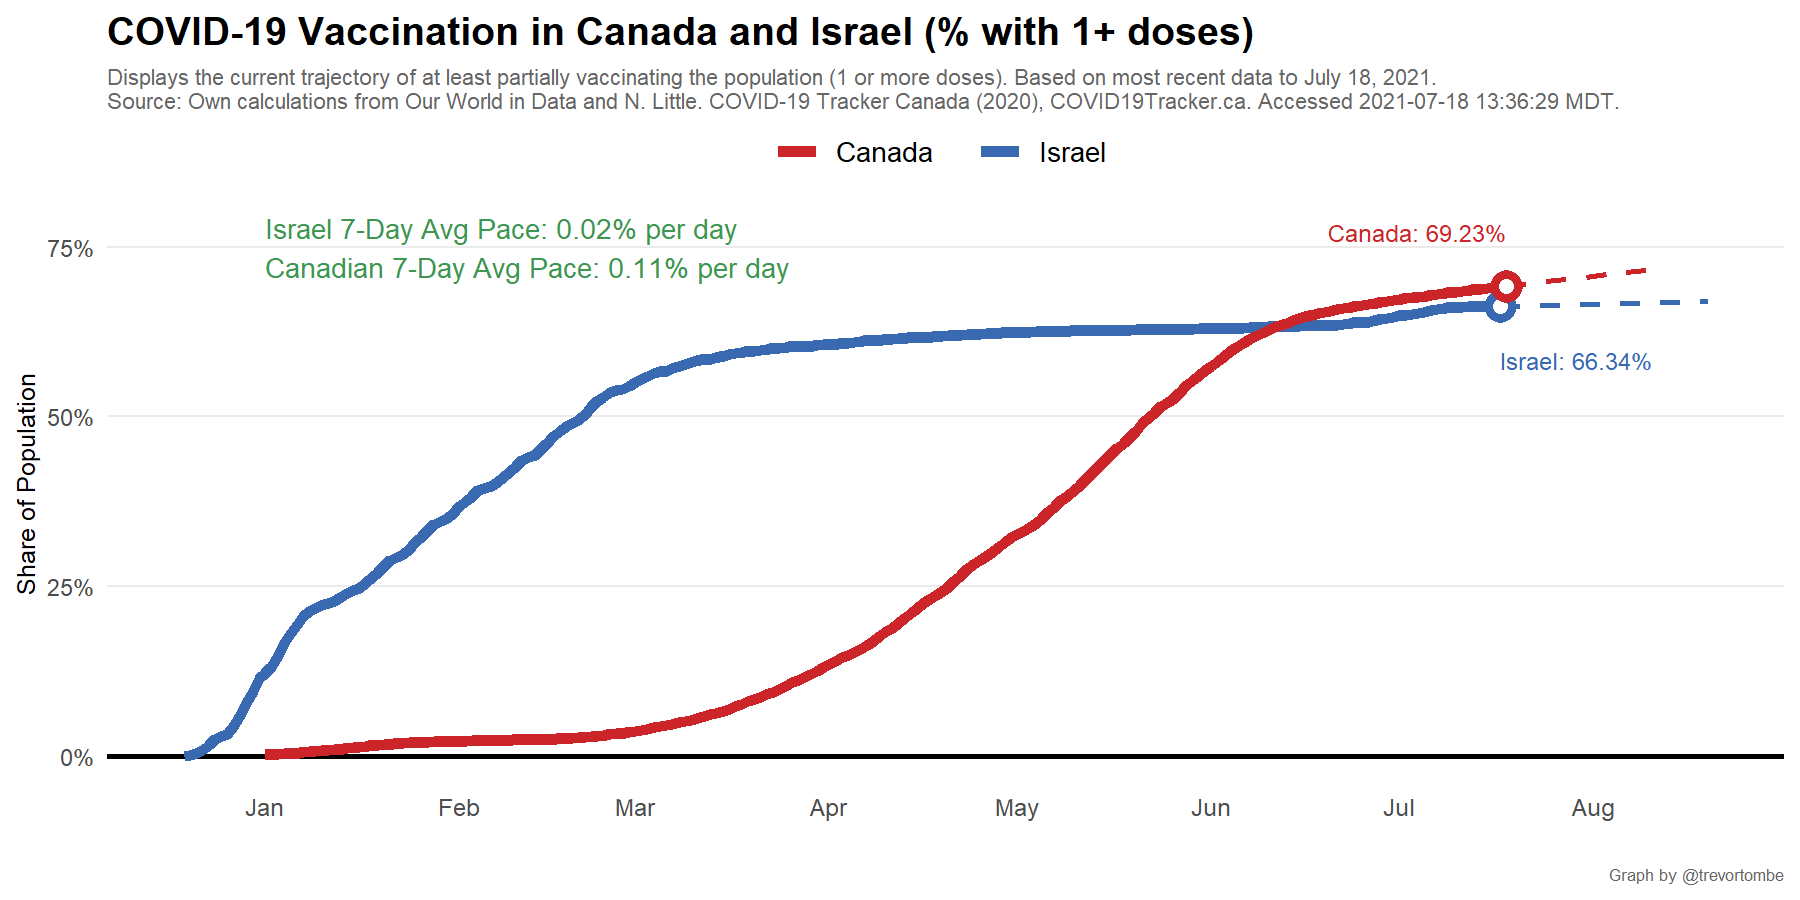 COVID-19 Vaccination in Canada and Israel (% with 1+ doses)
Displays the current trajectory of at least partially vaccinating the population (1 or more doses). Based on most recent data to July 18, 2021.
Source: Own calculations from Our World in Data and N. Little. COVID-19 Tracker Canada (2020), COVID19Tracker.ca. Accessed 2021-07-18 13:36:29 MDT.
Canada Israel
Israel 7-Day Avg Pace: 0.02% per day
Canadian 7-Day Avg Pace: 0.11% per day
Canada: 69.23%
Israel: 66.34%
Share of Population
75%
50%
25%
0%
Jan Feb Mar Apr May Jun Jul Aug
Graph by @trevortombe